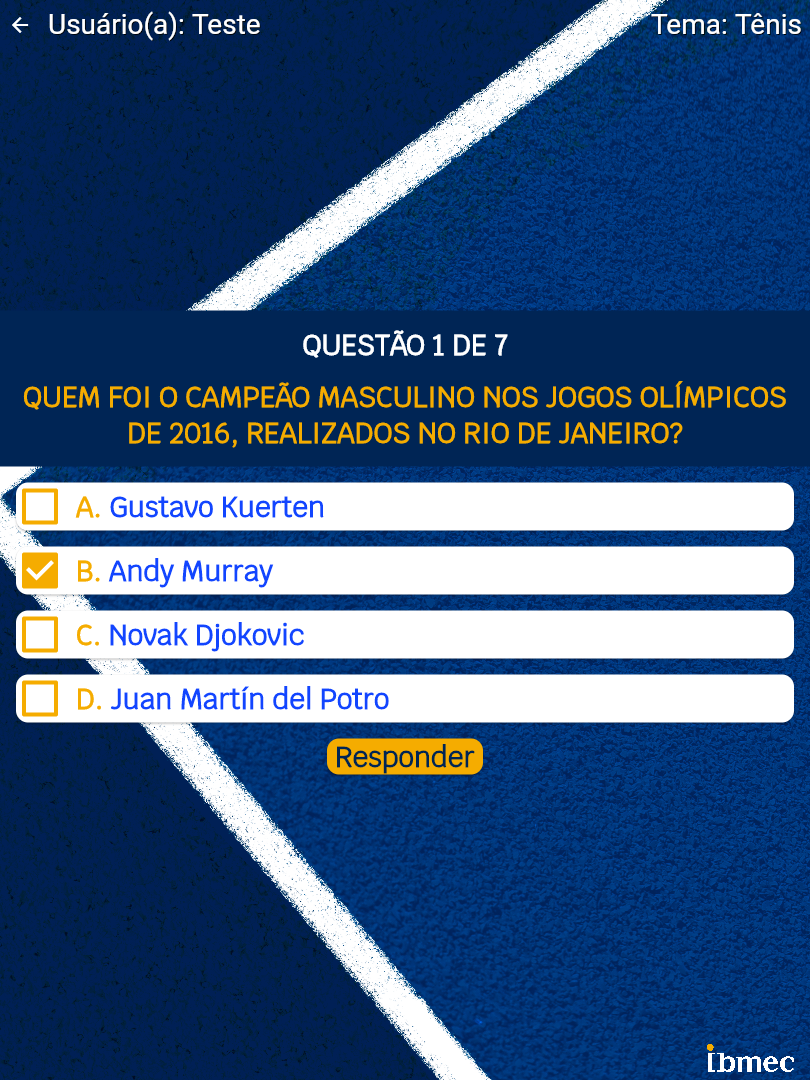 Usuário(a): Teste
Tema: Tênis
QUESTÃO 1 DE 7
QUEM FOI O CAMPEÃO MASCULINO NOS JOGOS OLÍMPICOS
DE 2016, REALIZADOS NO RIO DE JANEIRO?
A. Gustavo Kuerten
B. Andy Murray
C. Novak Djokovic
D. Juan Martín del Potro
Responder
ibmec